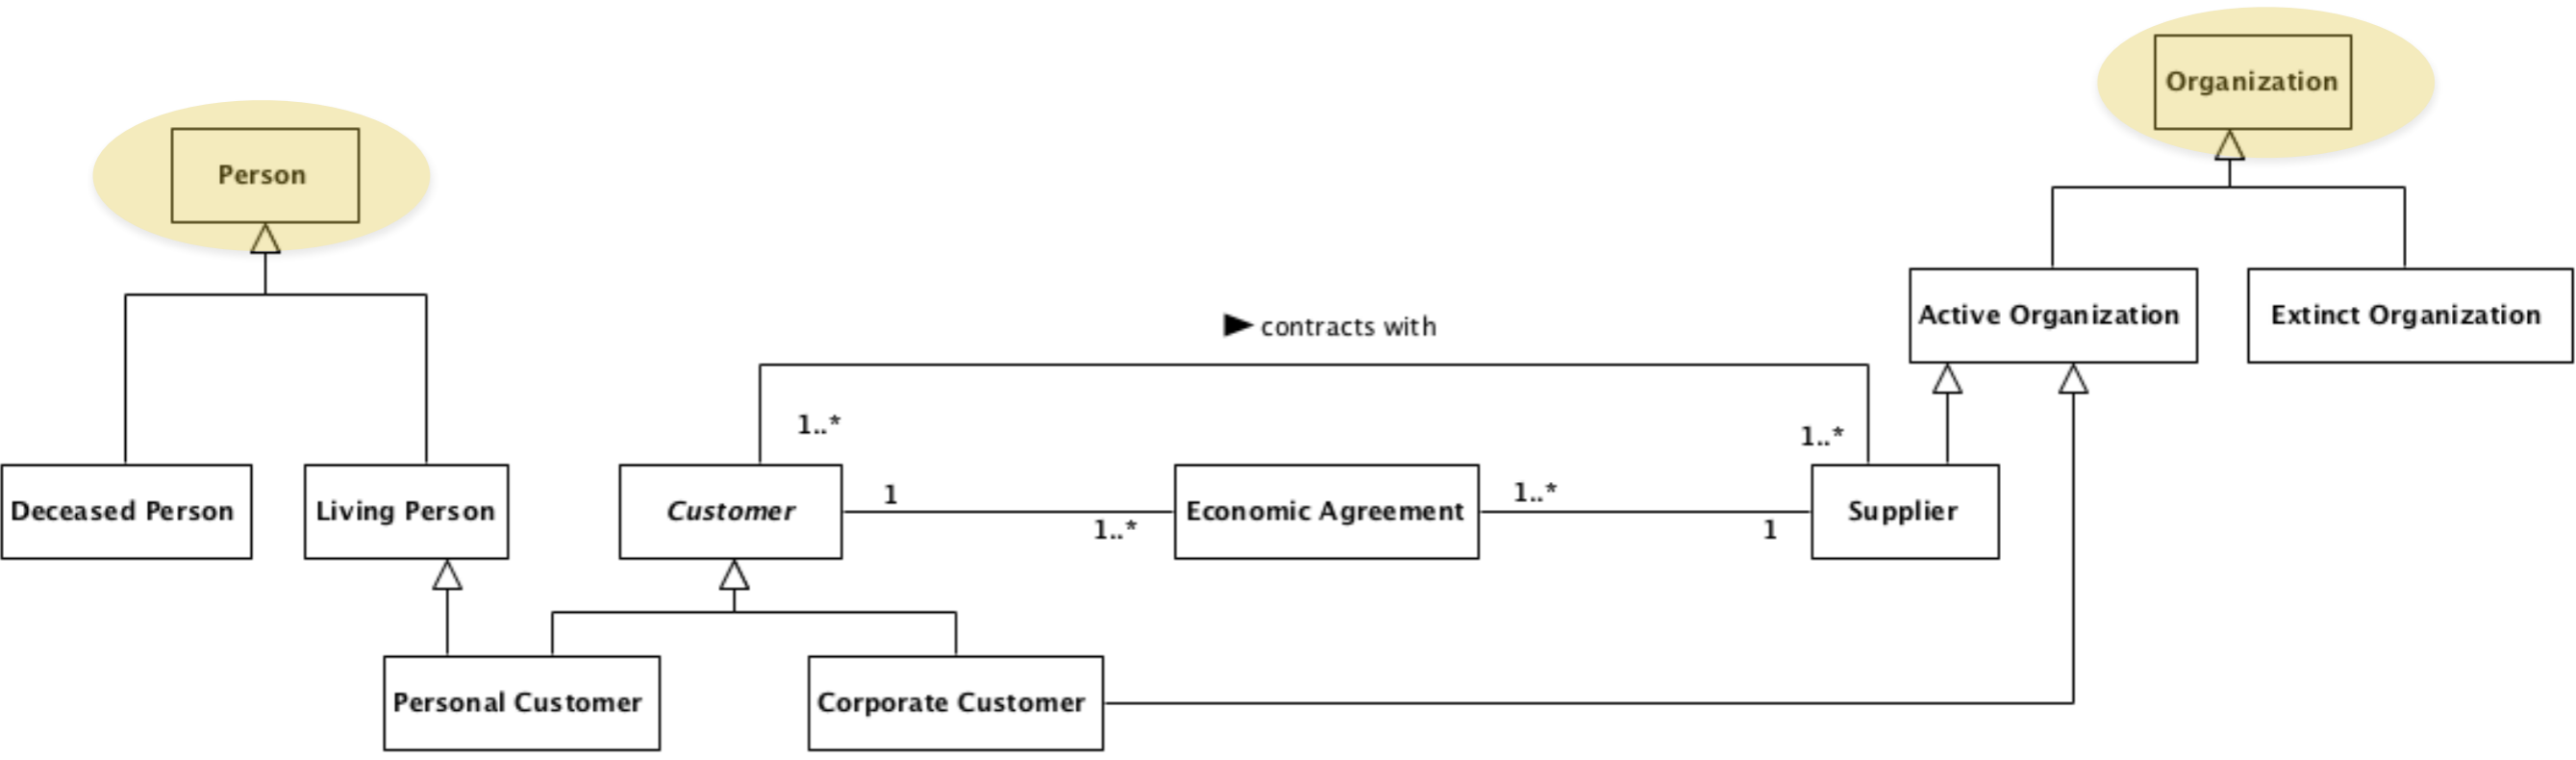 Organization
Person
Active Organization
Extinct Organization
► contracts with
1..*
1..*
Deceased Person
Living Person
Customer
1
1..*
Economic Agreement
1..*
1
Supplier
Personal Customer
Corporate Customer